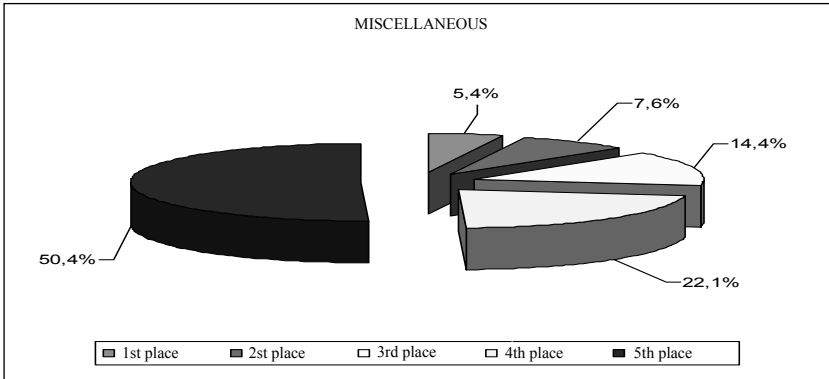 MISCELLANEOUS
5,4%
7,6%
14,4%
50,4%
22,1%
1st place 2st place 3rd place 4th place 5th place